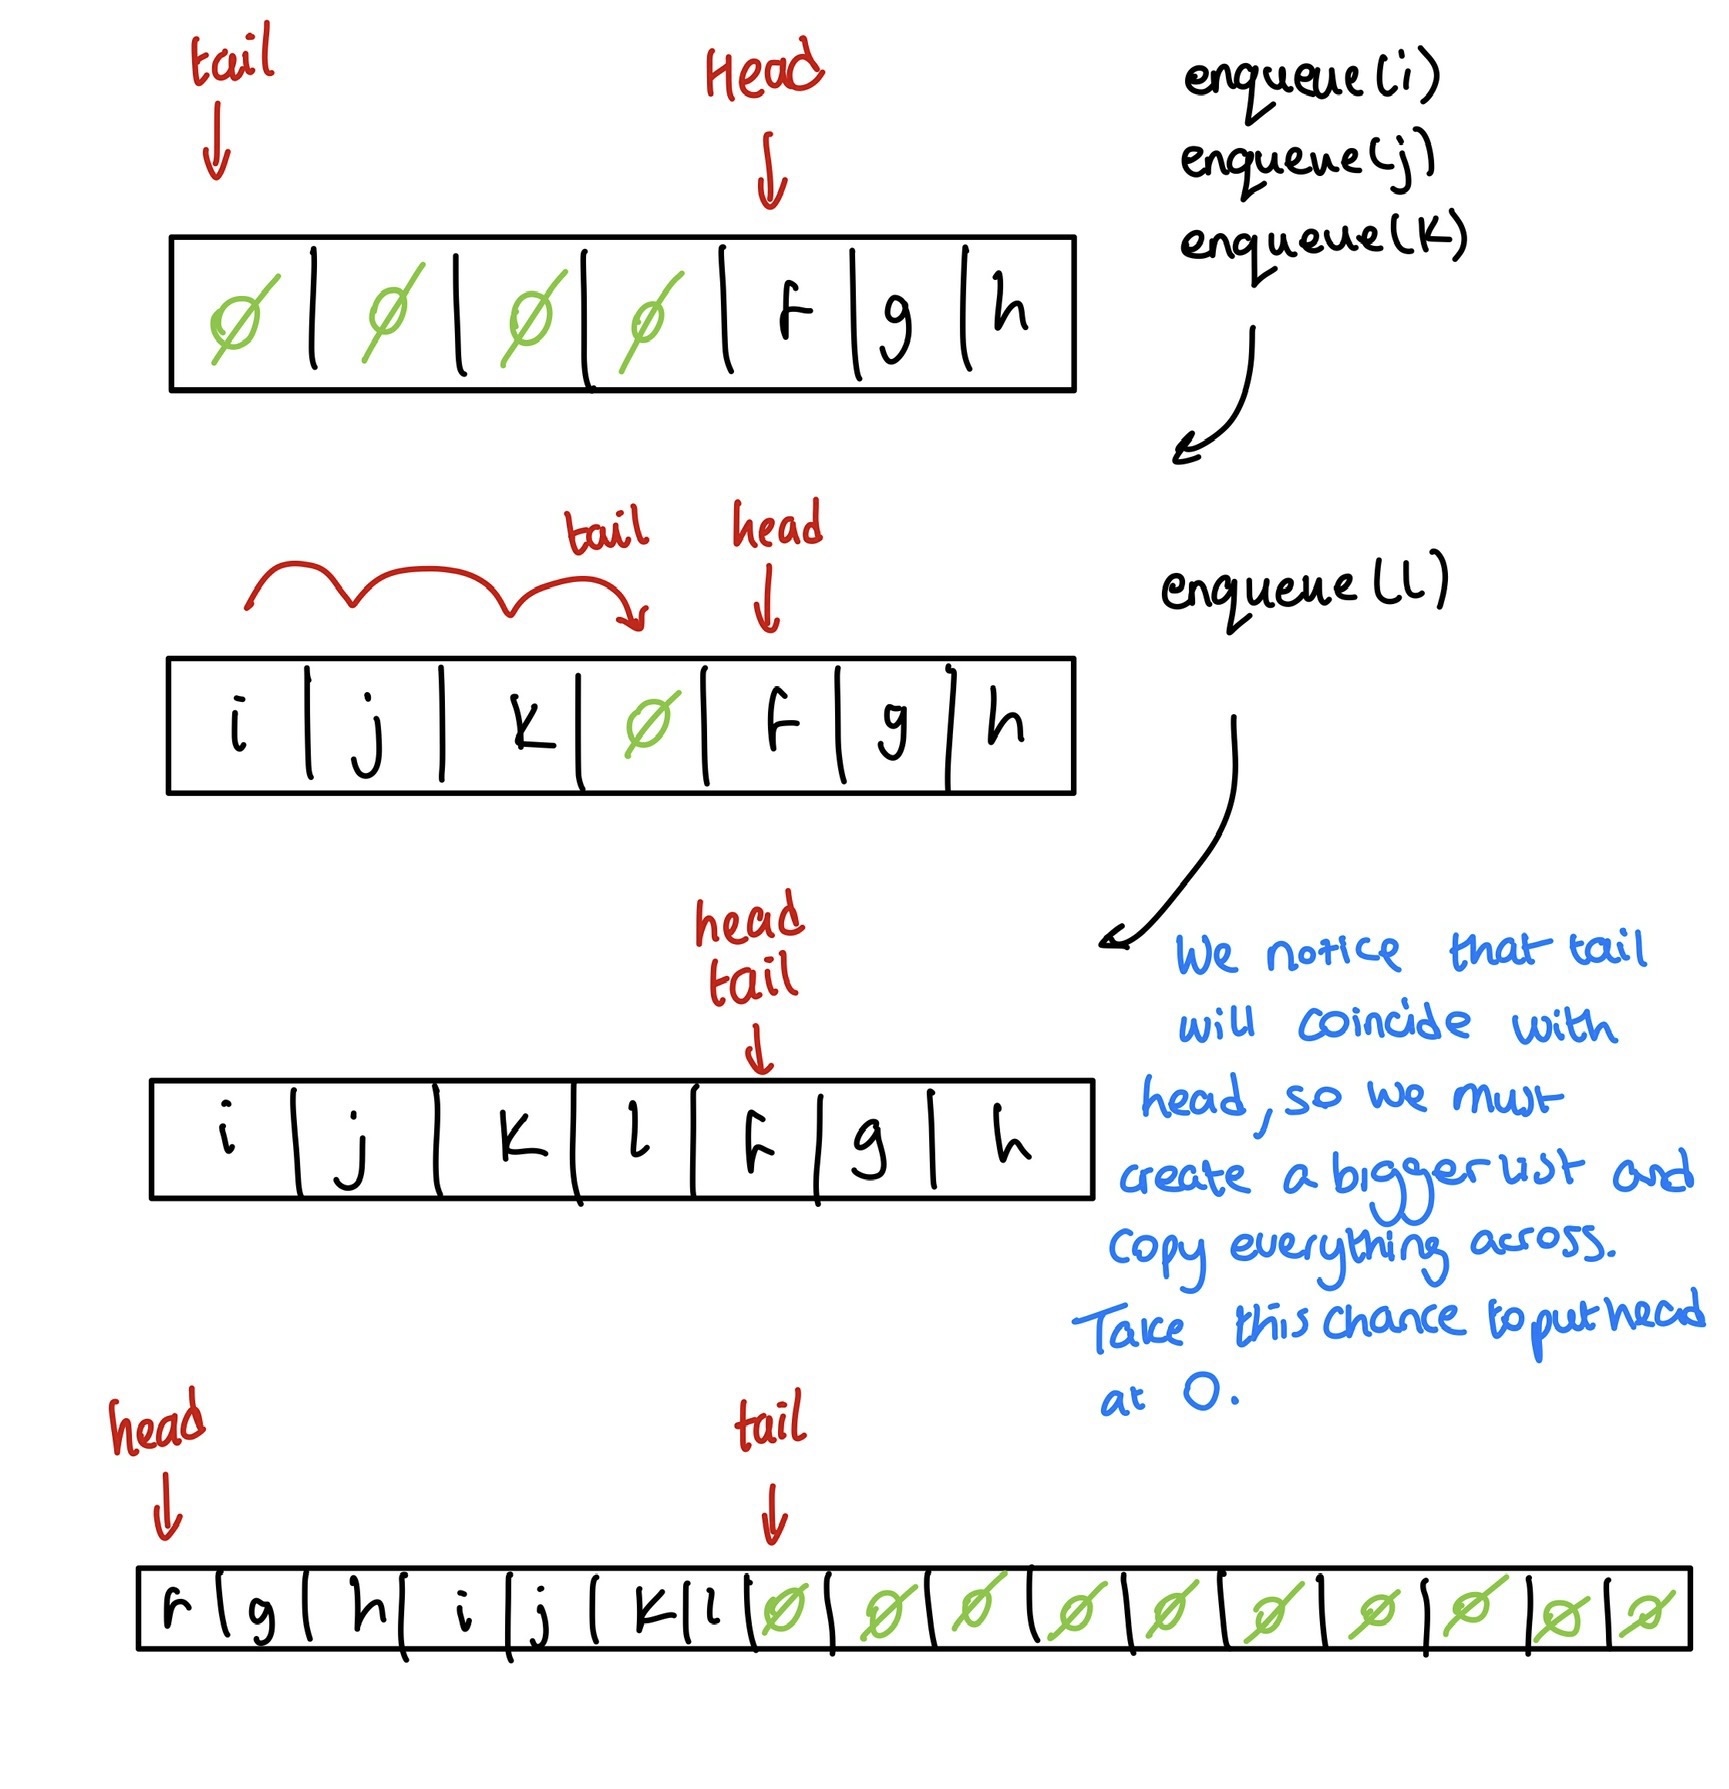 tail Head
enqueue(i)
enqueue(j)
enqueue(k)
∅ ∅ ∅ ∅ f g h
tail head
enqueue(l)
i j k ∅ f g h
head
tail
We notice that tail
will coincide with
head, so we must
create a bigger list and
copy everything across.
Take this chance to put head
at 0.
i j k l f g h
head tail
f g h i j k l ∅ ∅ ∅ ∅ ∅ ∅ ∅ ∅ ∅ ∅